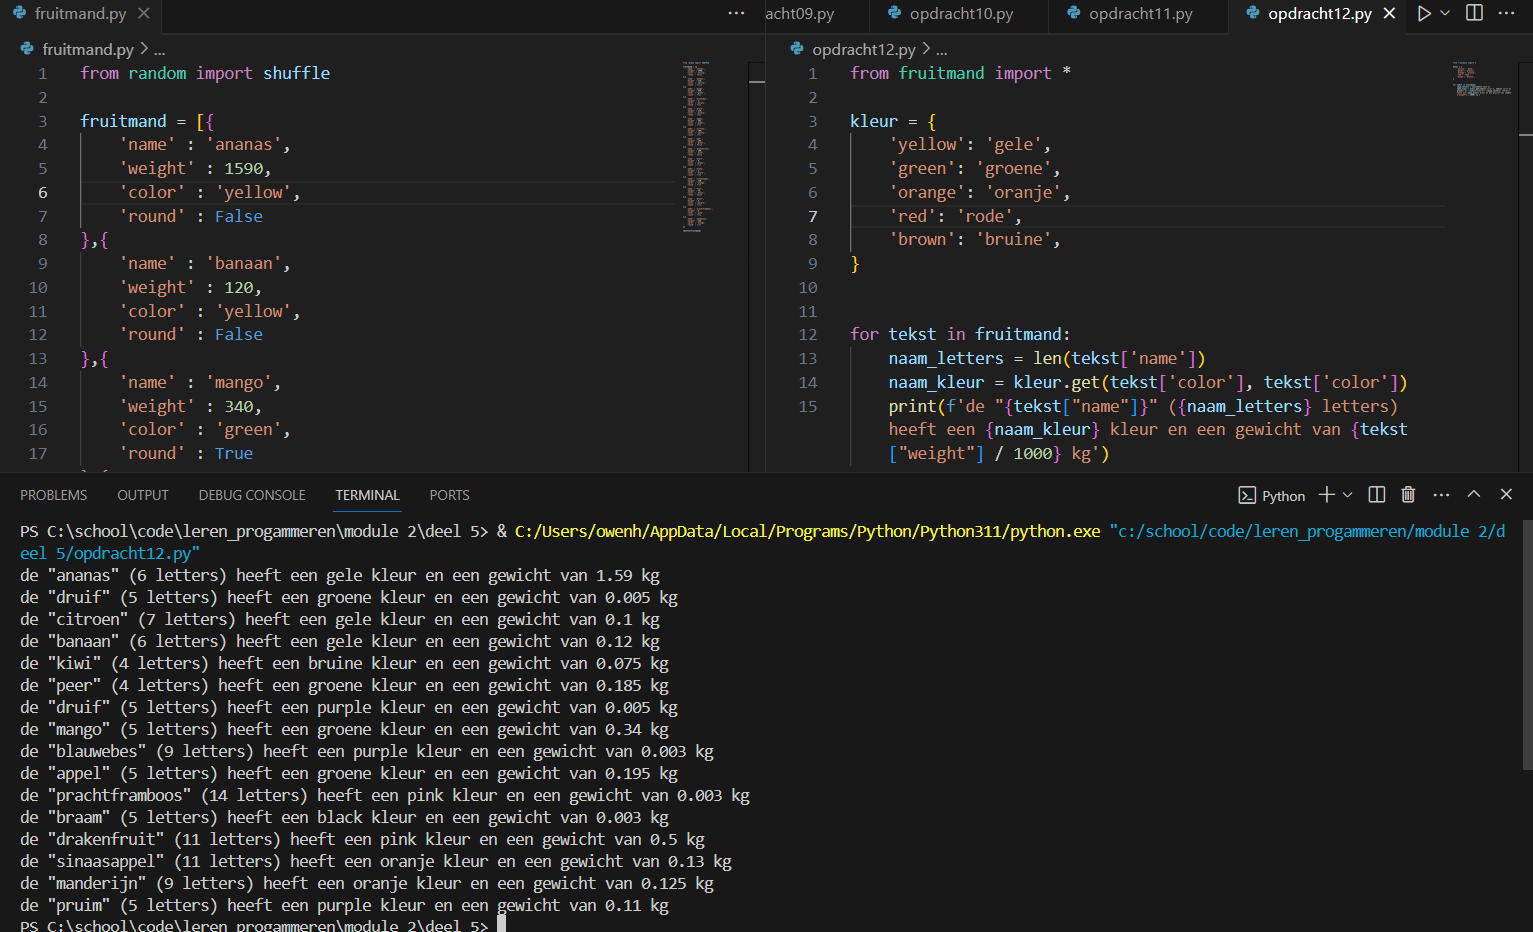 fruitmand.py
fruitmand.py > ...
1 from random import shuffle
2
3 fruitmand = [{
4 'name' : 'ananas',
5 'weight' : 1590,
6 'color' : 'yellow',
7 'round' : False
8 },{
9 'name' : 'banaan',
10 'weight' : 120,
11 'color' : 'yellow',
12 'round' : False
13 },{
14 'name' : 'mango',
15 'weight' : 340,
16 'color' : 'green',
17 'round' : True
acht09.py opdracht10.py opdracht11.py opdracht12.py
opdracht12.py > ...
1 from fruitmand import *
2
3 kleur = {
4 'yellow': 'gele',
5 'green': 'groene',
6 'orange': 'oranje',
7 'red': 'rode',
8 'brown': 'bruine',
9 }
10
11
12 for tekst in fruitmand:
13 naam_letters = len(tekst['name'])
14 naam_kleur = kleur.get(tekst['color'], tekst['color'])
15 print(f'de "{tekst["name"]}" ({naam_letters} letters)
heeft een {naam_kleur} kleur en een gewicht van {tekst
["weight"] / 1000} kg')
PROBLEMS OUTPUT DEBUG CONSOLE TERMINAL PORTS
Python
PS C:\school\code\leren_progammeren\module 2\deel 5> & C:/Users/owenh/AppData/Local/Programs/Python/Python311/python.exe "c:/school/code/leren_progammeren/module 2/d
eel 5/opdracht12.py"
de "ananas" (6 letters) heeft een gele kleur en een gewicht van 1.59 kg
de "druif" (5 letters) heeft een groene kleur en een gewicht van 0.005 kg
de "citroen" (7 letters) heeft een gele kleur en een gewicht van 0.1 kg
de "banaan" (6 letters) heeft een gele kleur en een gewicht van 0.12 kg
de "kiwi" (4 letters) heeft een bruine kleur en een gewicht van 0.075 kg
de "peer" (4 letters) heeft een groene kleur en een gewicht van 0.185 kg
de "druif" (5 letters) heeft een purple kleur en een gewicht van 0.005 kg
de "mango" (5 letters) heeft een groene kleur en een gewicht van 0.34 kg
de "blauwebes" (9 letters) heeft een purple kleur en een gewicht van 0.003 kg
de "appel" (5 letters) heeft een groene kleur en een gewicht van 0.195 kg
de "prachtframboos" (14 letters) heeft een pink kleur en een gewicht van 0.003 kg
de "braam" (5 letters) heeft een black kleur en een gewicht van 0.003 kg
de "drakenfruit" (11 letters) heeft een pink kleur en een gewicht van 0.5 kg
de "sinaasappel" (11 letters) heeft een oranje kleur en een gewicht van 0.13 kg
de "manderijn" (9 letters) heeft een oranje kleur en een gewicht van 0.125 kg
de "pruim" (5 letters) heeft een purple kleur en een gewicht van 0.11 kg
PS C:\school\code\leren_progammeren\module 2\deel 5>